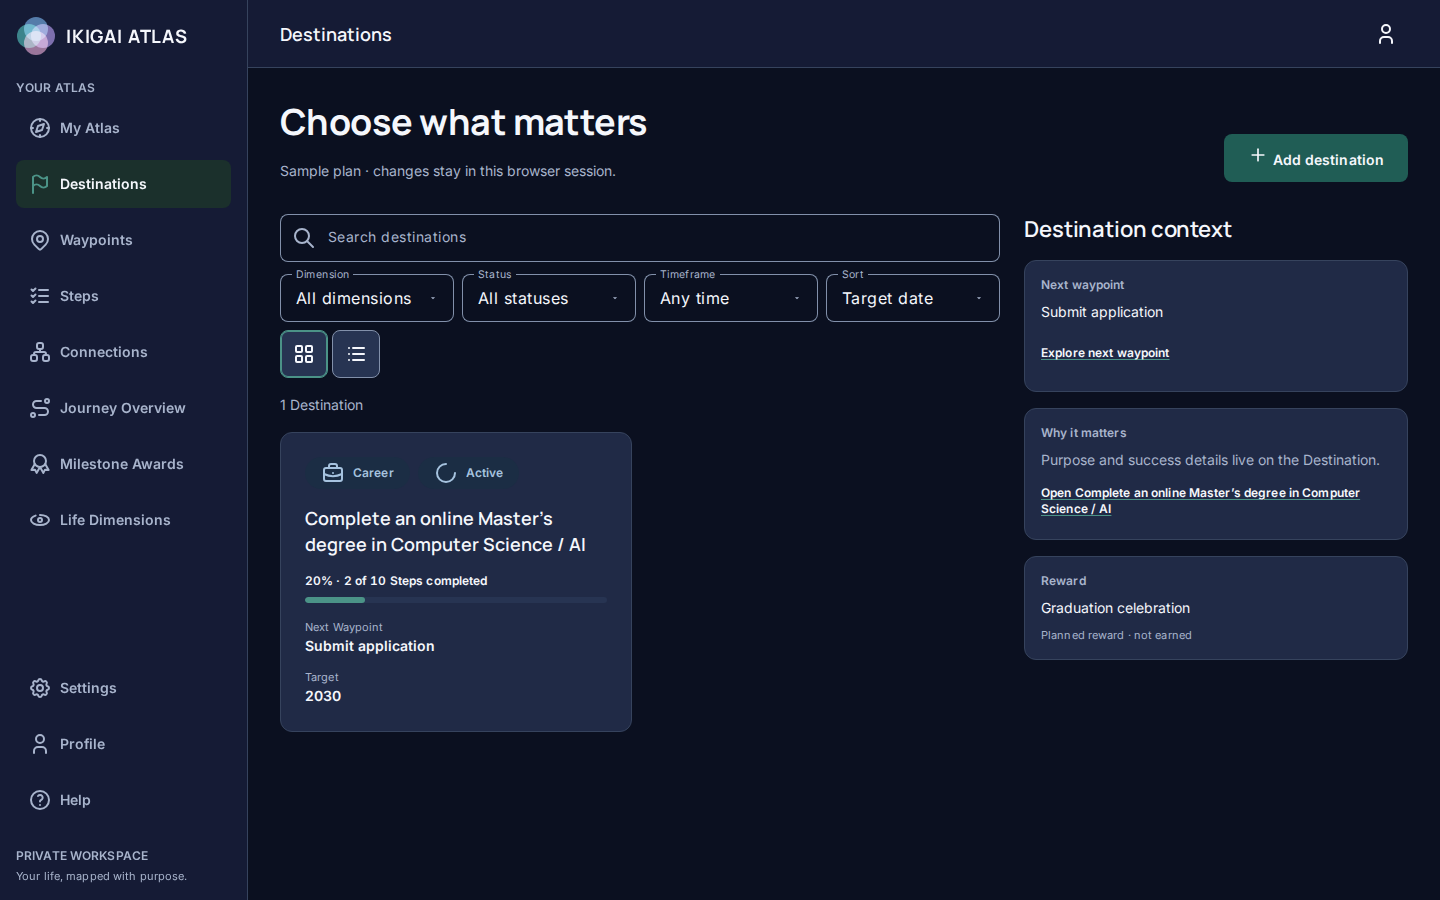 IKIGAI ATLAS
YOUR ATLAS
My Atlas
Destinations
Waypoints
Steps
Connections
Journey Overview
Milestone Awards
Life Dimensions
Settings
Profile
Help
PRIVATE WORKSPACE
Your life, mapped with purpose.
Destinations
Choose what matters
Sample plan · changes stay in this browser session.
Add destination
Search destinations
Dimension
All dimensions
Status
All statuses
Timeframe
Any time
Sort
Target date
1 Destination
Career
Active
Complete an online Master’s
degree in Computer Science / AI
20% · 2 of 10 Steps completed
Next Waypoint
Submit application
Target
2030
Destination context
Next waypoint
Submit application
Explore next waypoint
Why it matters
Purpose and success details live on the Destination.
Open Complete an online Master’s degree in Computer
Science / AI
Reward
Graduation celebration
Planned reward · not earned